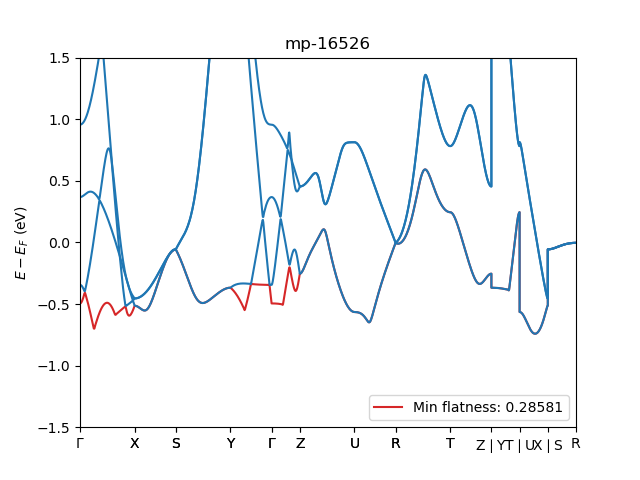 mp-16526
1.5
1.0
0.5
0.0
−0.5
−1.0
−1.5
E − E_F (eV)
Min flatness: 0.28581
Γ X S Y Γ Z U R T Z | YT | UX | S R